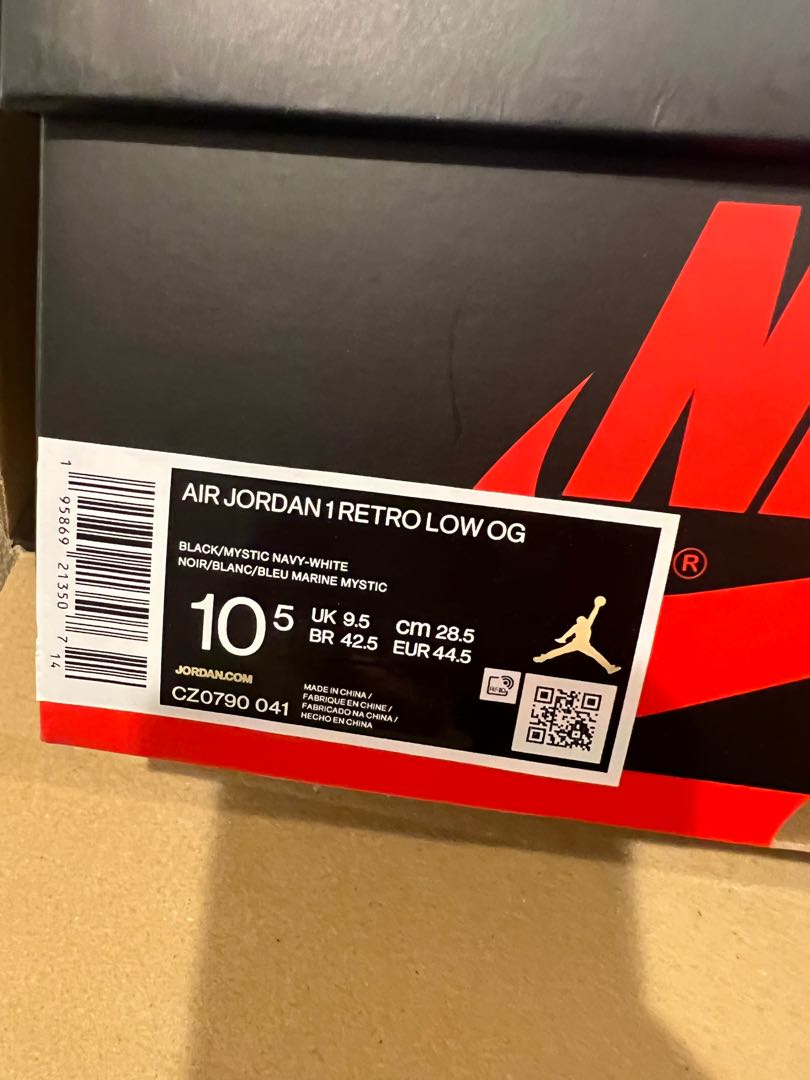 AIR JORDAN 1 RETRO LOW OG
®
BLACK/MYSTIC NAVY-WHITE
NOIR/BLANC/BLEU MARINE MYSTIC
10 5
UK 9.5 cm 28.5
BR 42.5 EUR 44.5
JORDAN.COM
CZ0790 041
MADE IN CHINA /
FABRIQUE EN CHINE /
FABRICADO NA CHINA /
HECHO EN CHINA
RFID
1 95869 21350 7 14